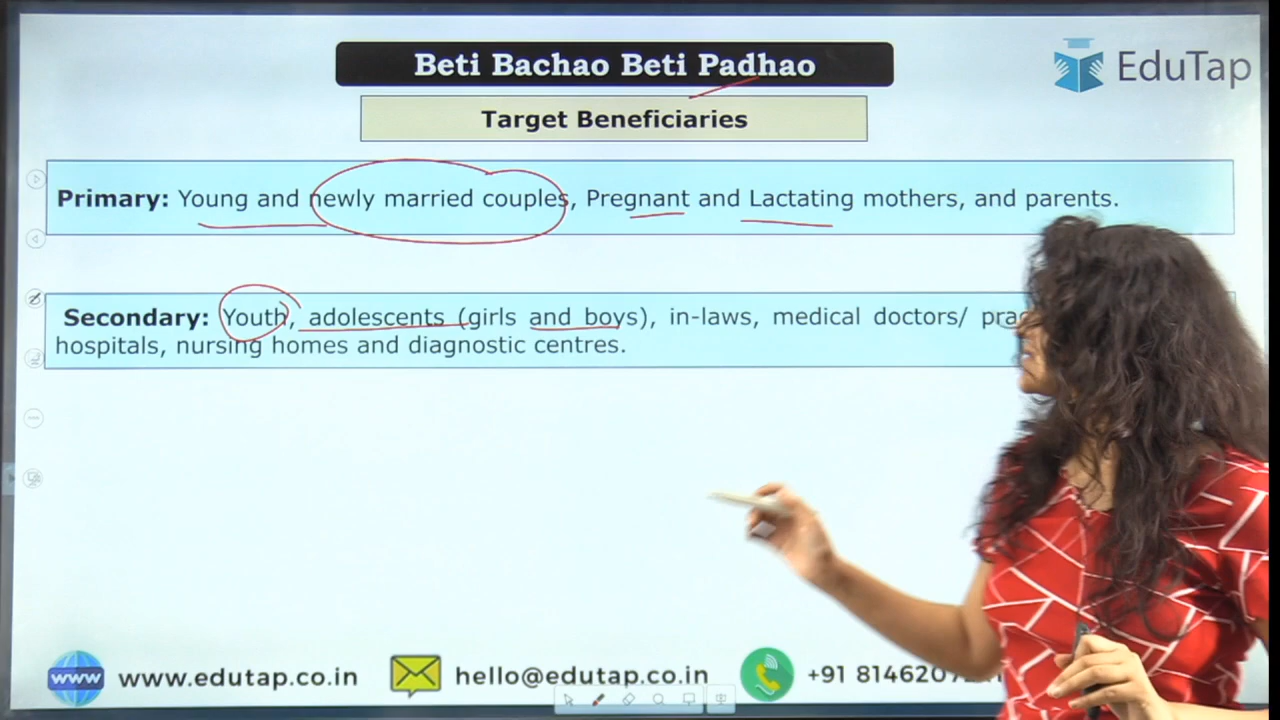 Beti Bachao Beti Padhao
EduTap
Target Beneficiaries
Primary: Young and newly married couples, Pregnant and Lactating mothers, and parents.
Secondary: Youth, adolescents (girls and boys), in-laws, medical doctors/
hospitals, nursing homes and diagnostic centres.
www
www.edutap.co.in
hello@edutap.co.in
+91 814620